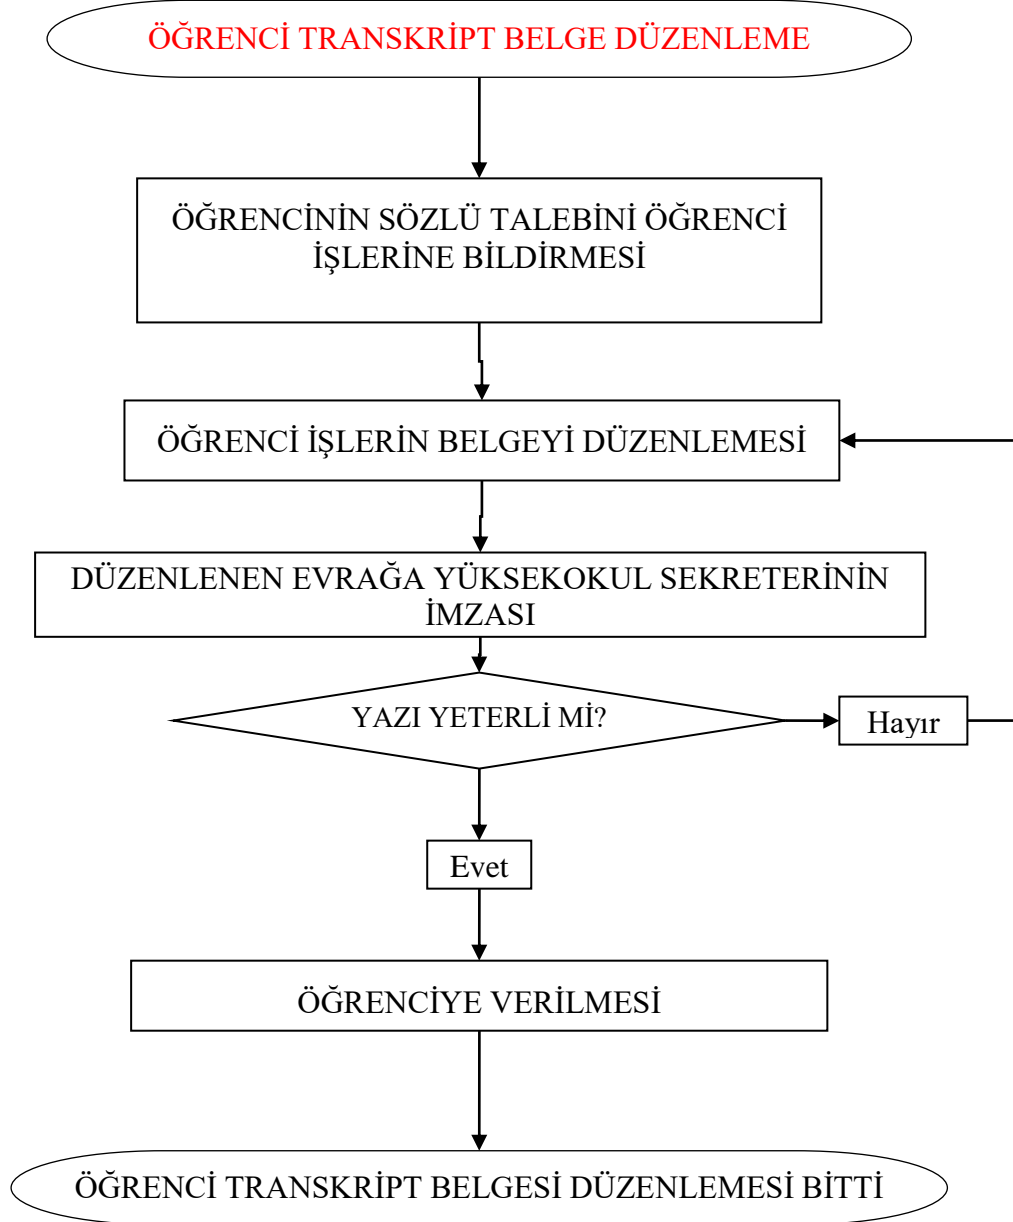 ÖĞRENCİ TRANSKRİPT BELGE DÜZENLEME
ÖĞRENCİNİN SÖZLÜ TALEBİNİ ÖĞRENCİ
İŞLERİNE BİLDİRMESİ
ÖĞRENCİ İŞLERİN BELGEYİ DÜZENLEMESİ
DÜZENLENEN EVRAĞA YÜKSEKOKUL SEKRETERİNİN
İMZASI
YAZI YETERLİ Mİ?
Hayır
Evet
ÖĞRENCİYE VERİLMESİ
ÖĞRENCİ TRANSKRİPT BELGESİ DÜZENLEMESİ BİTTİ